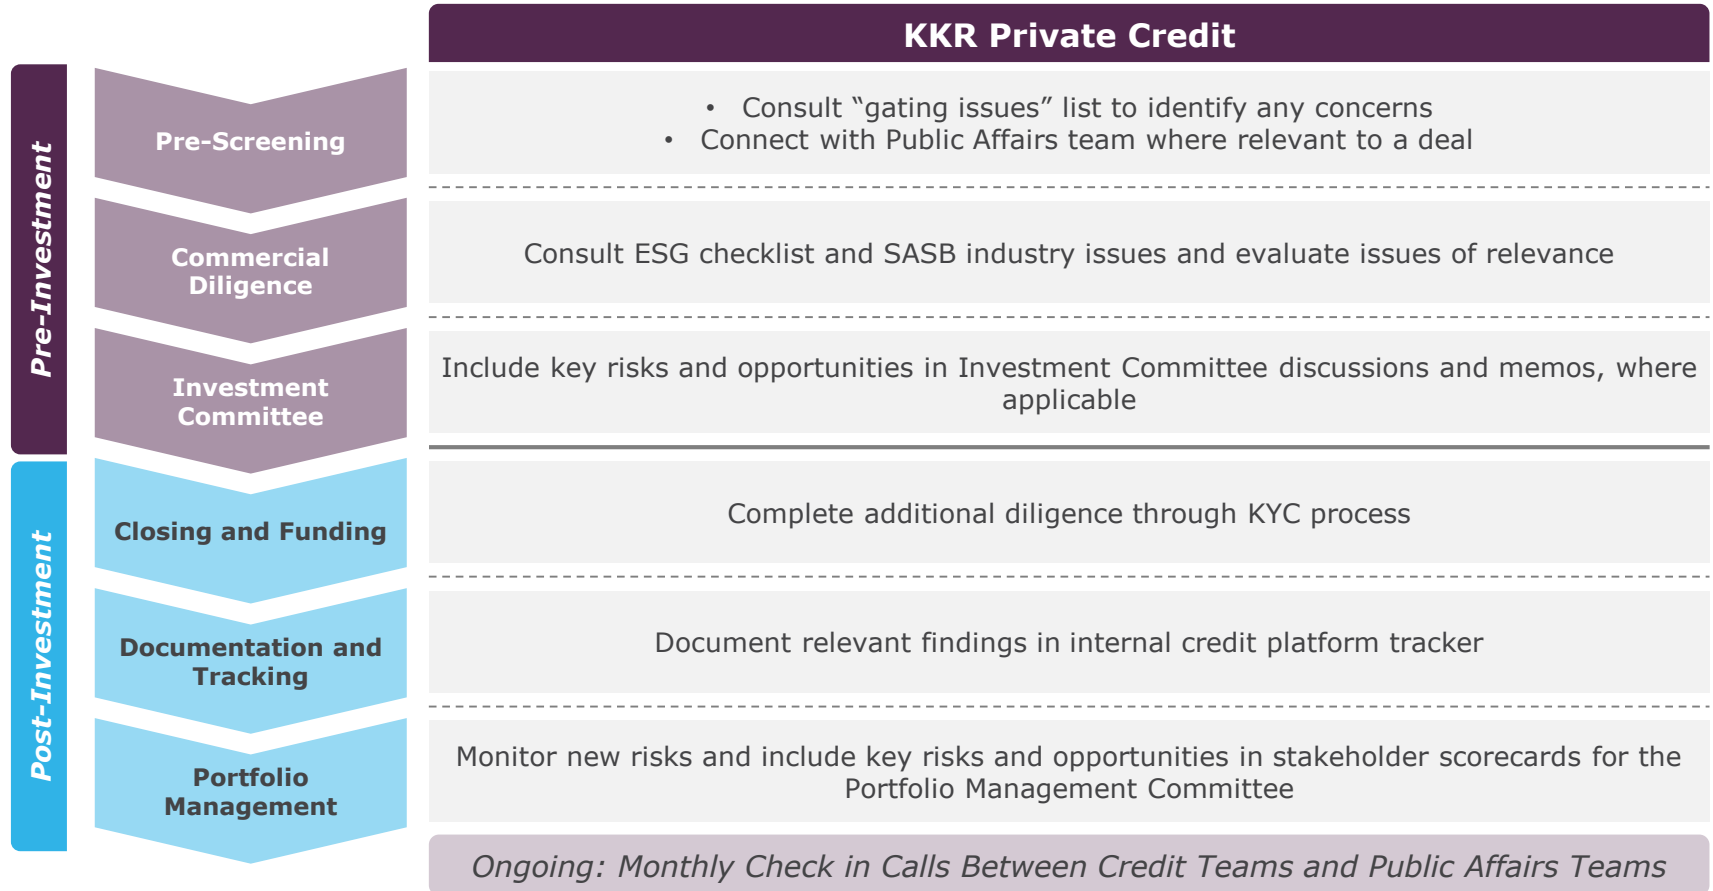 KKR Private Credit
Pre-Investment
Pre-Screening
• Consult “gating issues” list to identify any concerns
• Connect with Public Affairs team where relevant to a deal
Commercial
Diligence
Consult ESG checklist and SASB industry issues and evaluate issues of relevance
Investment
Committee
Include key risks and opportunities in Investment Committee discussions and memos, where
applicable
Post-Investment
Closing and Funding
Complete additional diligence through KYC process
Documentation and
Tracking
Document relevant findings in internal credit platform tracker
Portfolio
Management
Monitor new risks and include key risks and opportunities in stakeholder scorecards for the
Portfolio Management Committee
Ongoing: Monthly Check in Calls Between Credit Teams and Public Affairs Teams